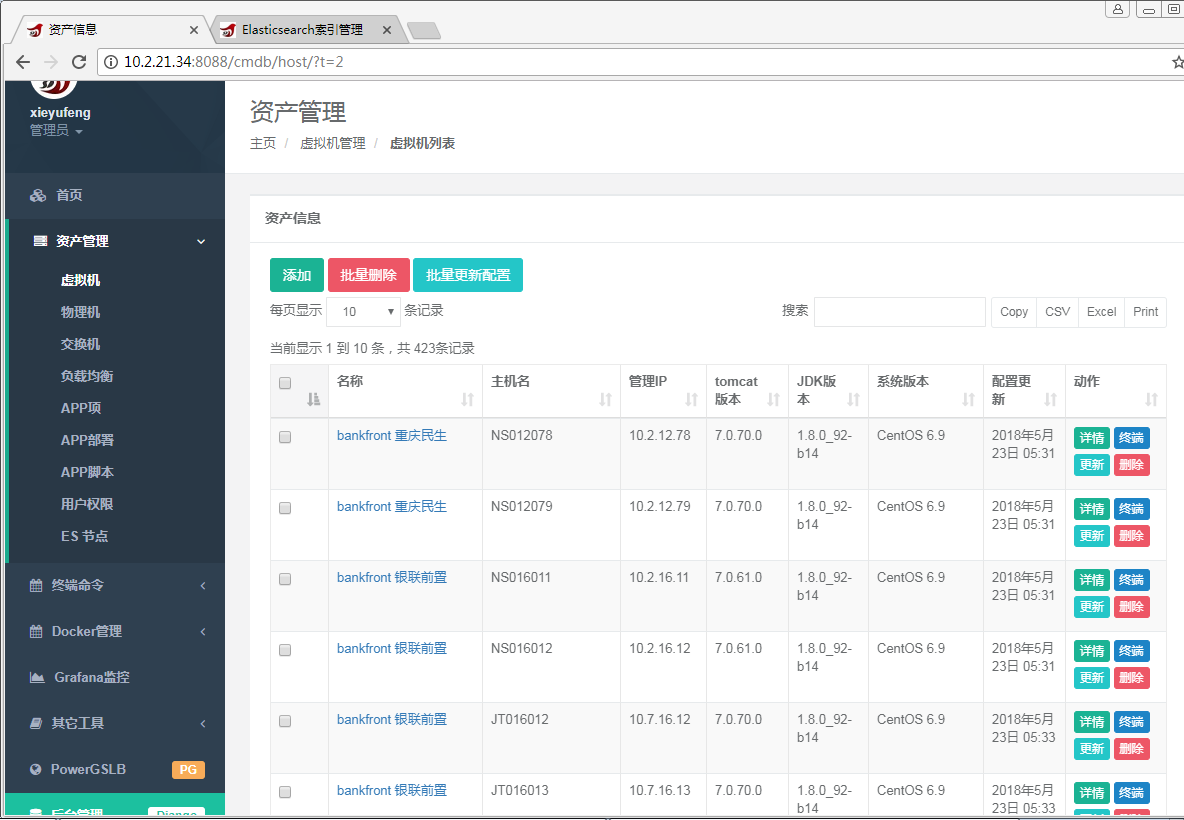 资产信息
Elasticsearch索引管理
10.2.21.34:8088/cmdb/host/?t=2
xieyufeng
管理员
首页
资产管理
虚拟机
物理机
交换机
负载均衡
APP项
APP部署
APP脚本
用户权限
ES 节点
终端命令
Docker管理
Grafana监控
其它工具
PowerGSLB PG
后台管理 Django
资产管理
主页 / 虚拟机管理 / 虚拟机列表
资产信息
添加 批量删除 批量更新配置
每页显示 10 条记录 搜索 Copy CSV Excel Print
当前显示 1 到 10 条，共 423条记录
名称 主机名 管理IP tomcat版本 JDK版本 系统版本 配置更新 动作
bankfront 重庆民生 NS012078 10.2.12.78 7.0.70.0 1.8.0_92- CentOS 6.9 2018年5月 详情 终端
b14 23日 05:31 更新 删除
bankfront 重庆民生 NS012079 10.2.12.79 7.0.70.0 1.8.0_92- CentOS 6.9 2018年5月 详情 终端
b14 23日 05:31 更新 删除
bankfront 银联前置 NS016011 10.2.16.11 7.0.61.0 1.8.0_92- CentOS 6.9 2018年5月 详情 终端
b14 23日 05:31 更新 删除
bankfront 银联前置 NS016012 10.2.16.12 7.0.61.0 1.8.0_92- CentOS 6.9 2018年5月 详情 终端
b14 23日 05:31 更新 删除
bankfront 银联前置 JT016012 10.7.16.12 7.0.70.0 1.8.0_92- CentOS 6.9 2018年5月 详情 终端
b14 23日 05:33 更新 删除
bankfront 银联前置 JT016013 10.7.16.13 7.0.70.0 1.8.0_92- CentOS 6.9 2018年5月 详情 终端
b14 23日 05:33